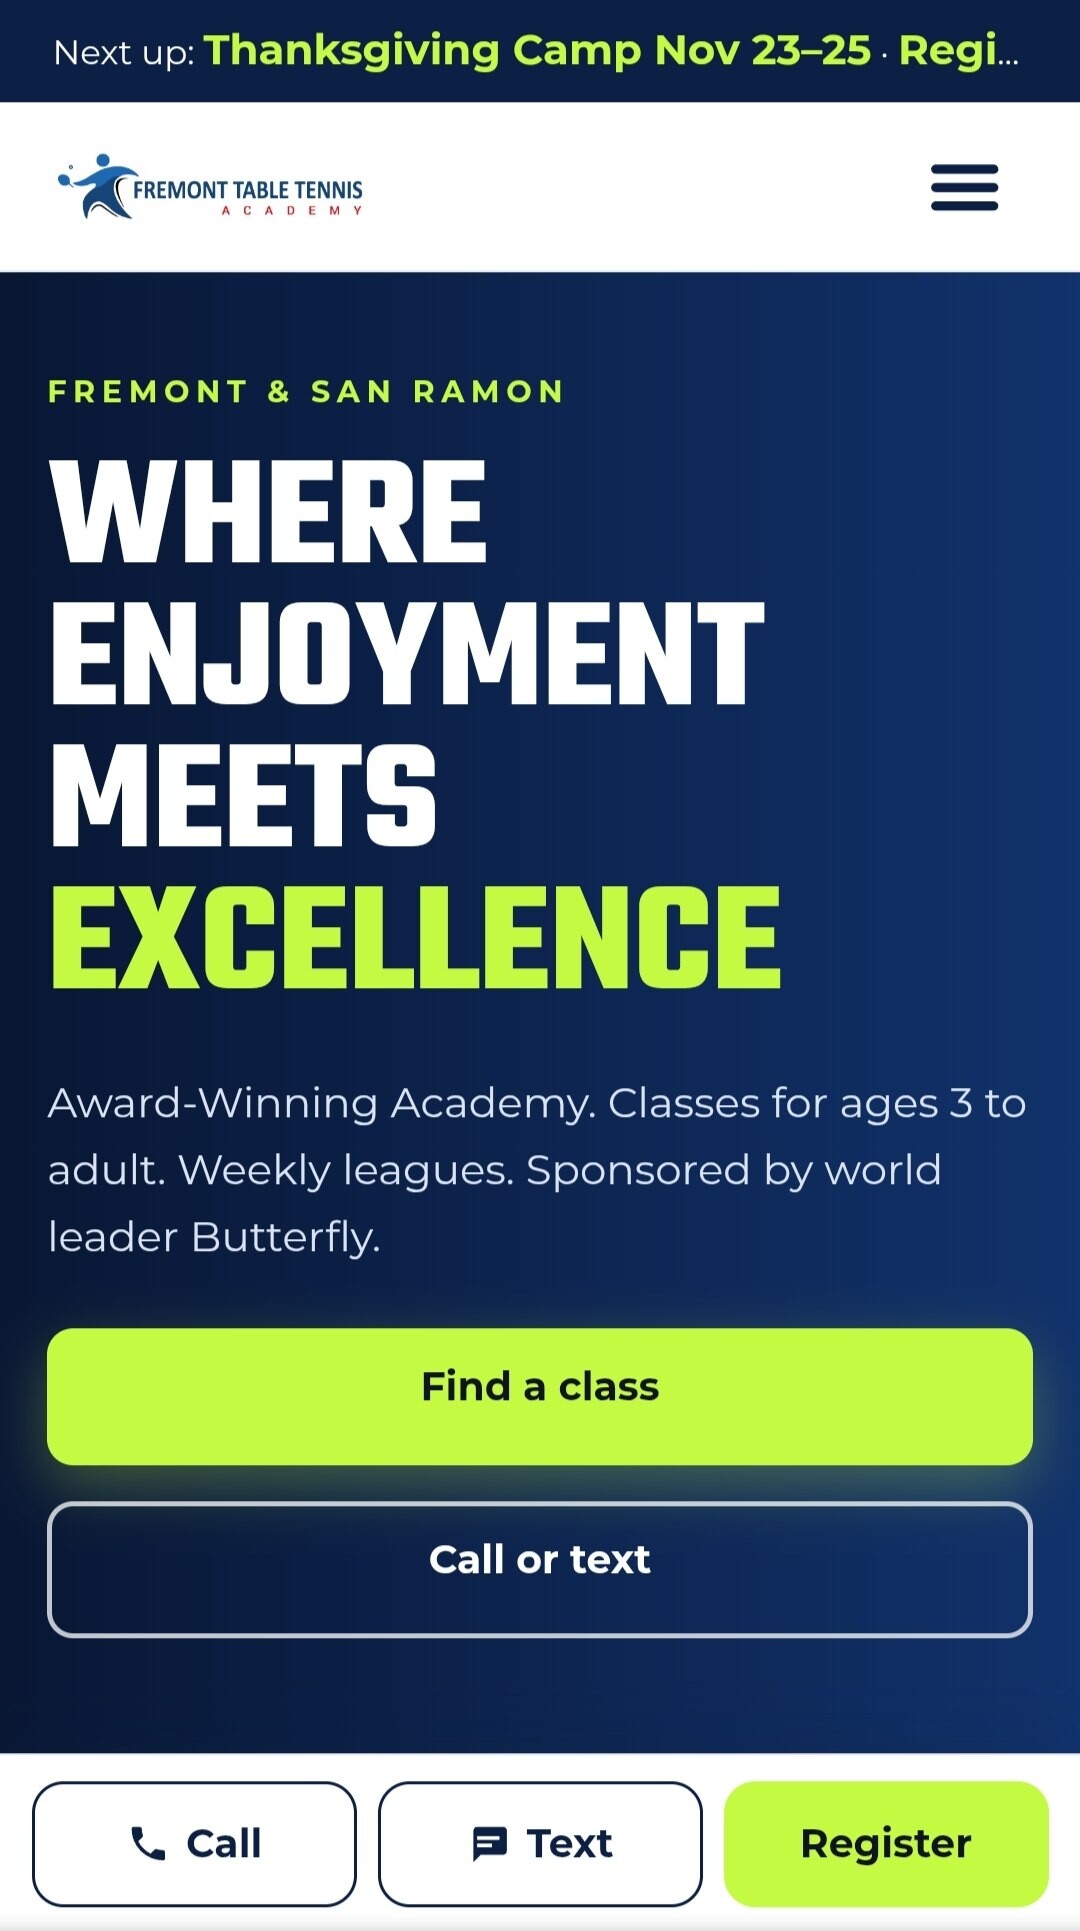 Next up: Thanksgiving Camp Nov 23–25 · Regi...
FREMONT TABLE TENNIS
ACADEMY
FREMONT & SAN RAMON
WHERE
ENJOYMENT
MEETS
EXCELLENCE
Award-Winning Academy. Classes for ages 3 to
adult. Weekly leagues. Sponsored by world
leader Butterfly.
Find a class
Call or text
Call
Text
Register